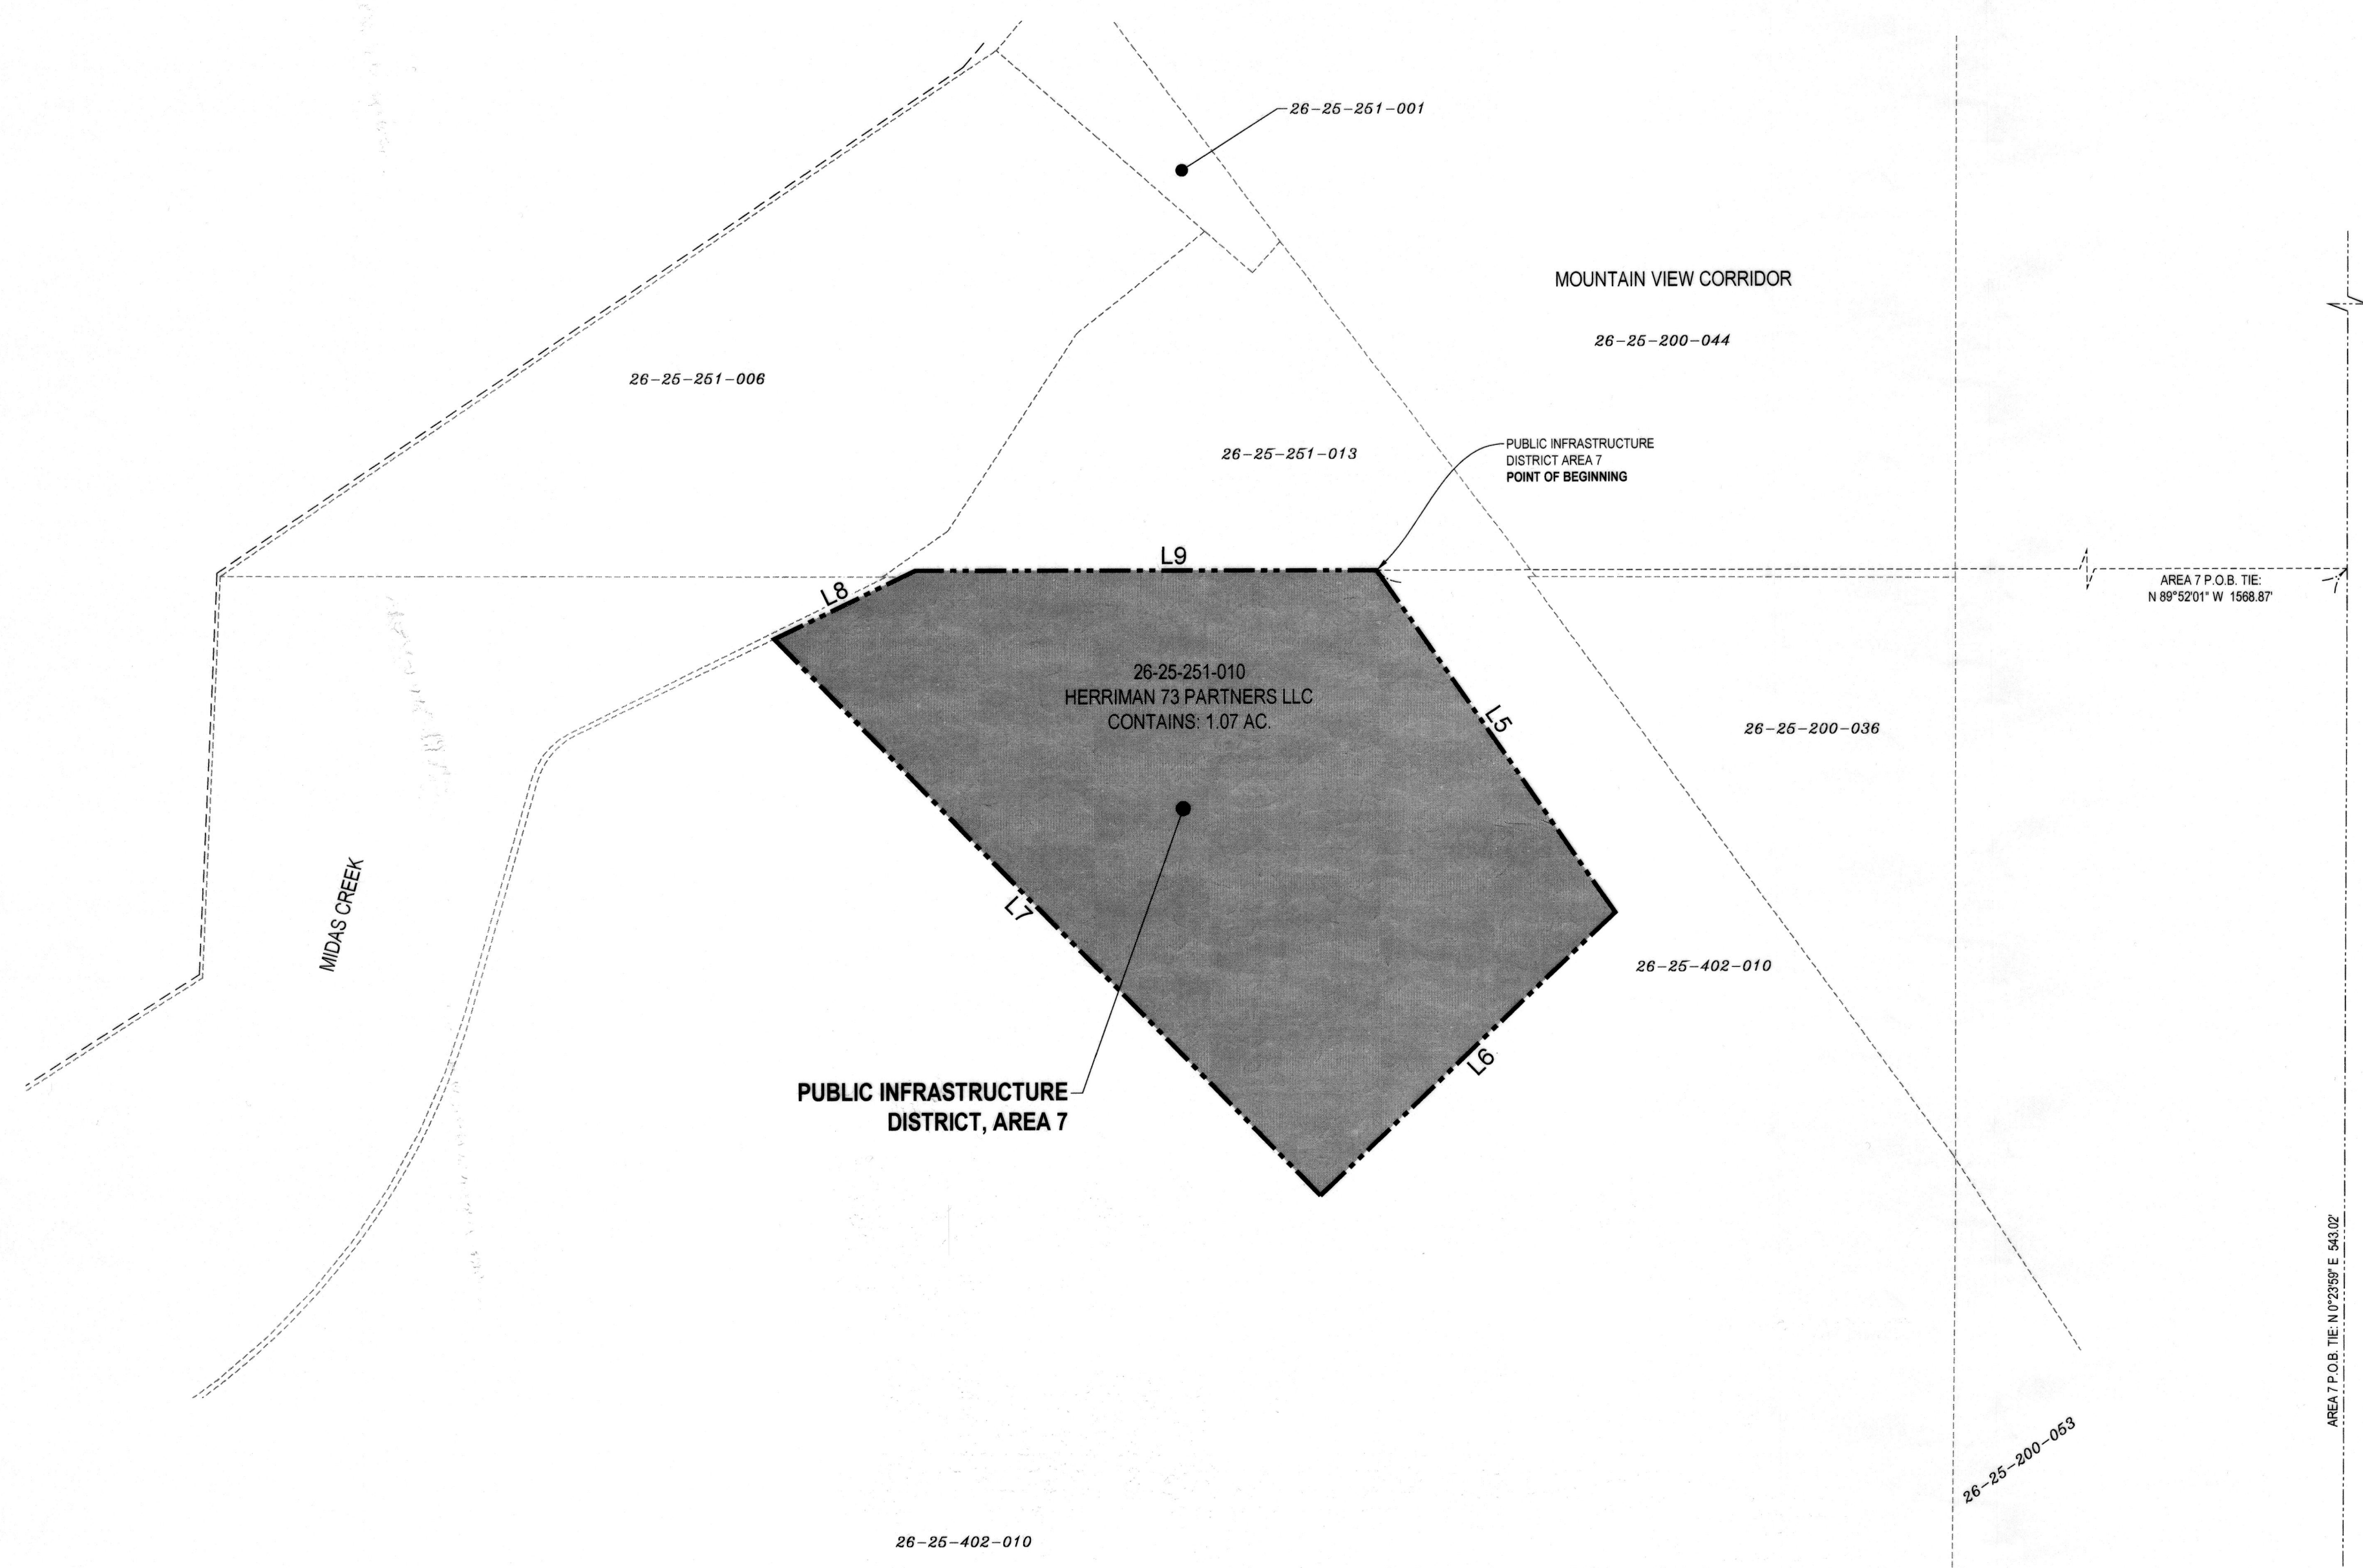 26-25-251-001
MOUNTAIN VIEW CORRIDOR
26-25-200-044
26-25-251-006
26-25-251-013
PUBLIC INFRASTRUCTURE
DISTRICT AREA 7
POINT OF BEGINNING
L9
L8
AREA 7 P.O.B. TIE:
N 89°52'01" W 1568.87'
26-25-251-010
HERRIMAN 73 PARTNERS LLC
CONTAINS: 1.07 AC.
L5
26-25-200-036
L7
MIDAS CREEK
26-25-402-010
L6
PUBLIC INFRASTRUCTURE
DISTRICT, AREA 7
AREA 7 P.O.B. TIE: N 0°23'59" E 543.02'
26-25-200-053
26-25-402-010